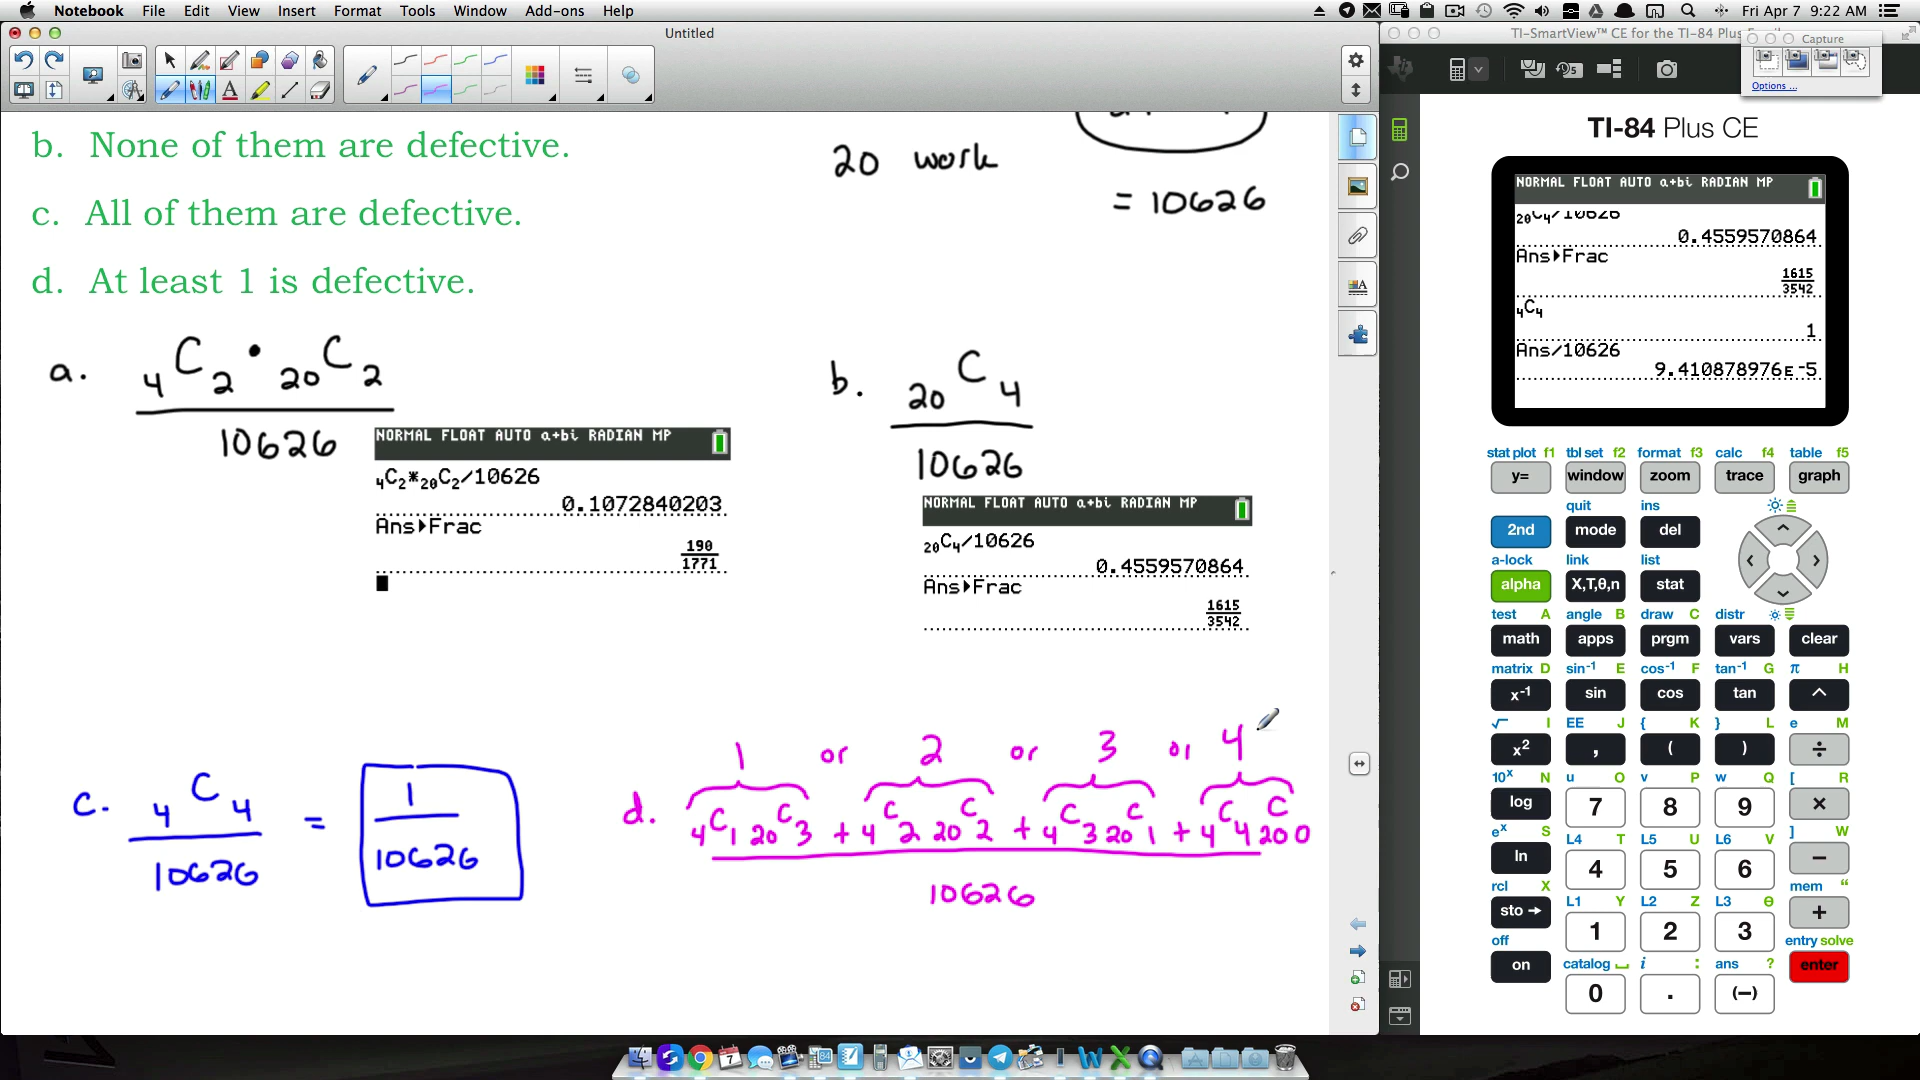 Notebook File Edit View Insert Format Tools Window Add-ons Help Fri Apr 7 9:22 AM
Untitled
TI-SmartView™ CE for the TI-84 Plus
Capture
Options ...
b. None of them are defective.
c. All of them are defective.
d. At least 1 is defective.
20 work
= 10626
a. 4C2 • 20C2
10626
NORMAL FLOAT AUTO a+bi RADIAN MP
4C2*20C2/10626
0.1072840203
Ans▸Frac
190
1771
b. 20C4
10626
NORMAL FLOAT AUTO a+bi RADIAN MP
20C4/10626
0.4559570864
Ans▸Frac
1615
3542
c. 4C4 = 1
10626 10626
1 or 2 or 3 or 4
d. 4C1 20C3 + 4C2 20C2 + 4C3 20C1 + 4C4 20C0
10626
TI-84 Plus CE
NORMAL FLOAT AUTO a+bi RADIAN MP
20C4/10626
0.4559570864
Ans▸Frac
1615
3542
4C4
1
Ans/10626
9.410878976E-5
stat plot f1 tbl set f2 format f3 calc f4 table f5
y= window zoom trace graph
quit ins
2nd mode del
a-lock link list
alpha X,T,θ,n stat
test A angle B draw C distr
math apps prgm vars clear
matrix D sin-1 E cos-1 F tan-1 G π H
x-1 sin cos tan ^
√ I EE J { K } L e M
x2 , ( ) ÷
10x N u O v P w Q [ R
log 7 8 9 ×
ex S L4 T L5 U L6 V ] W
ln 4 5 6 −
rcl X L1 Y L2 Z L3 θ mem “
sto → 1 2 3 +
off catalog i : ans ? entry solve
on 0 . (−) enter